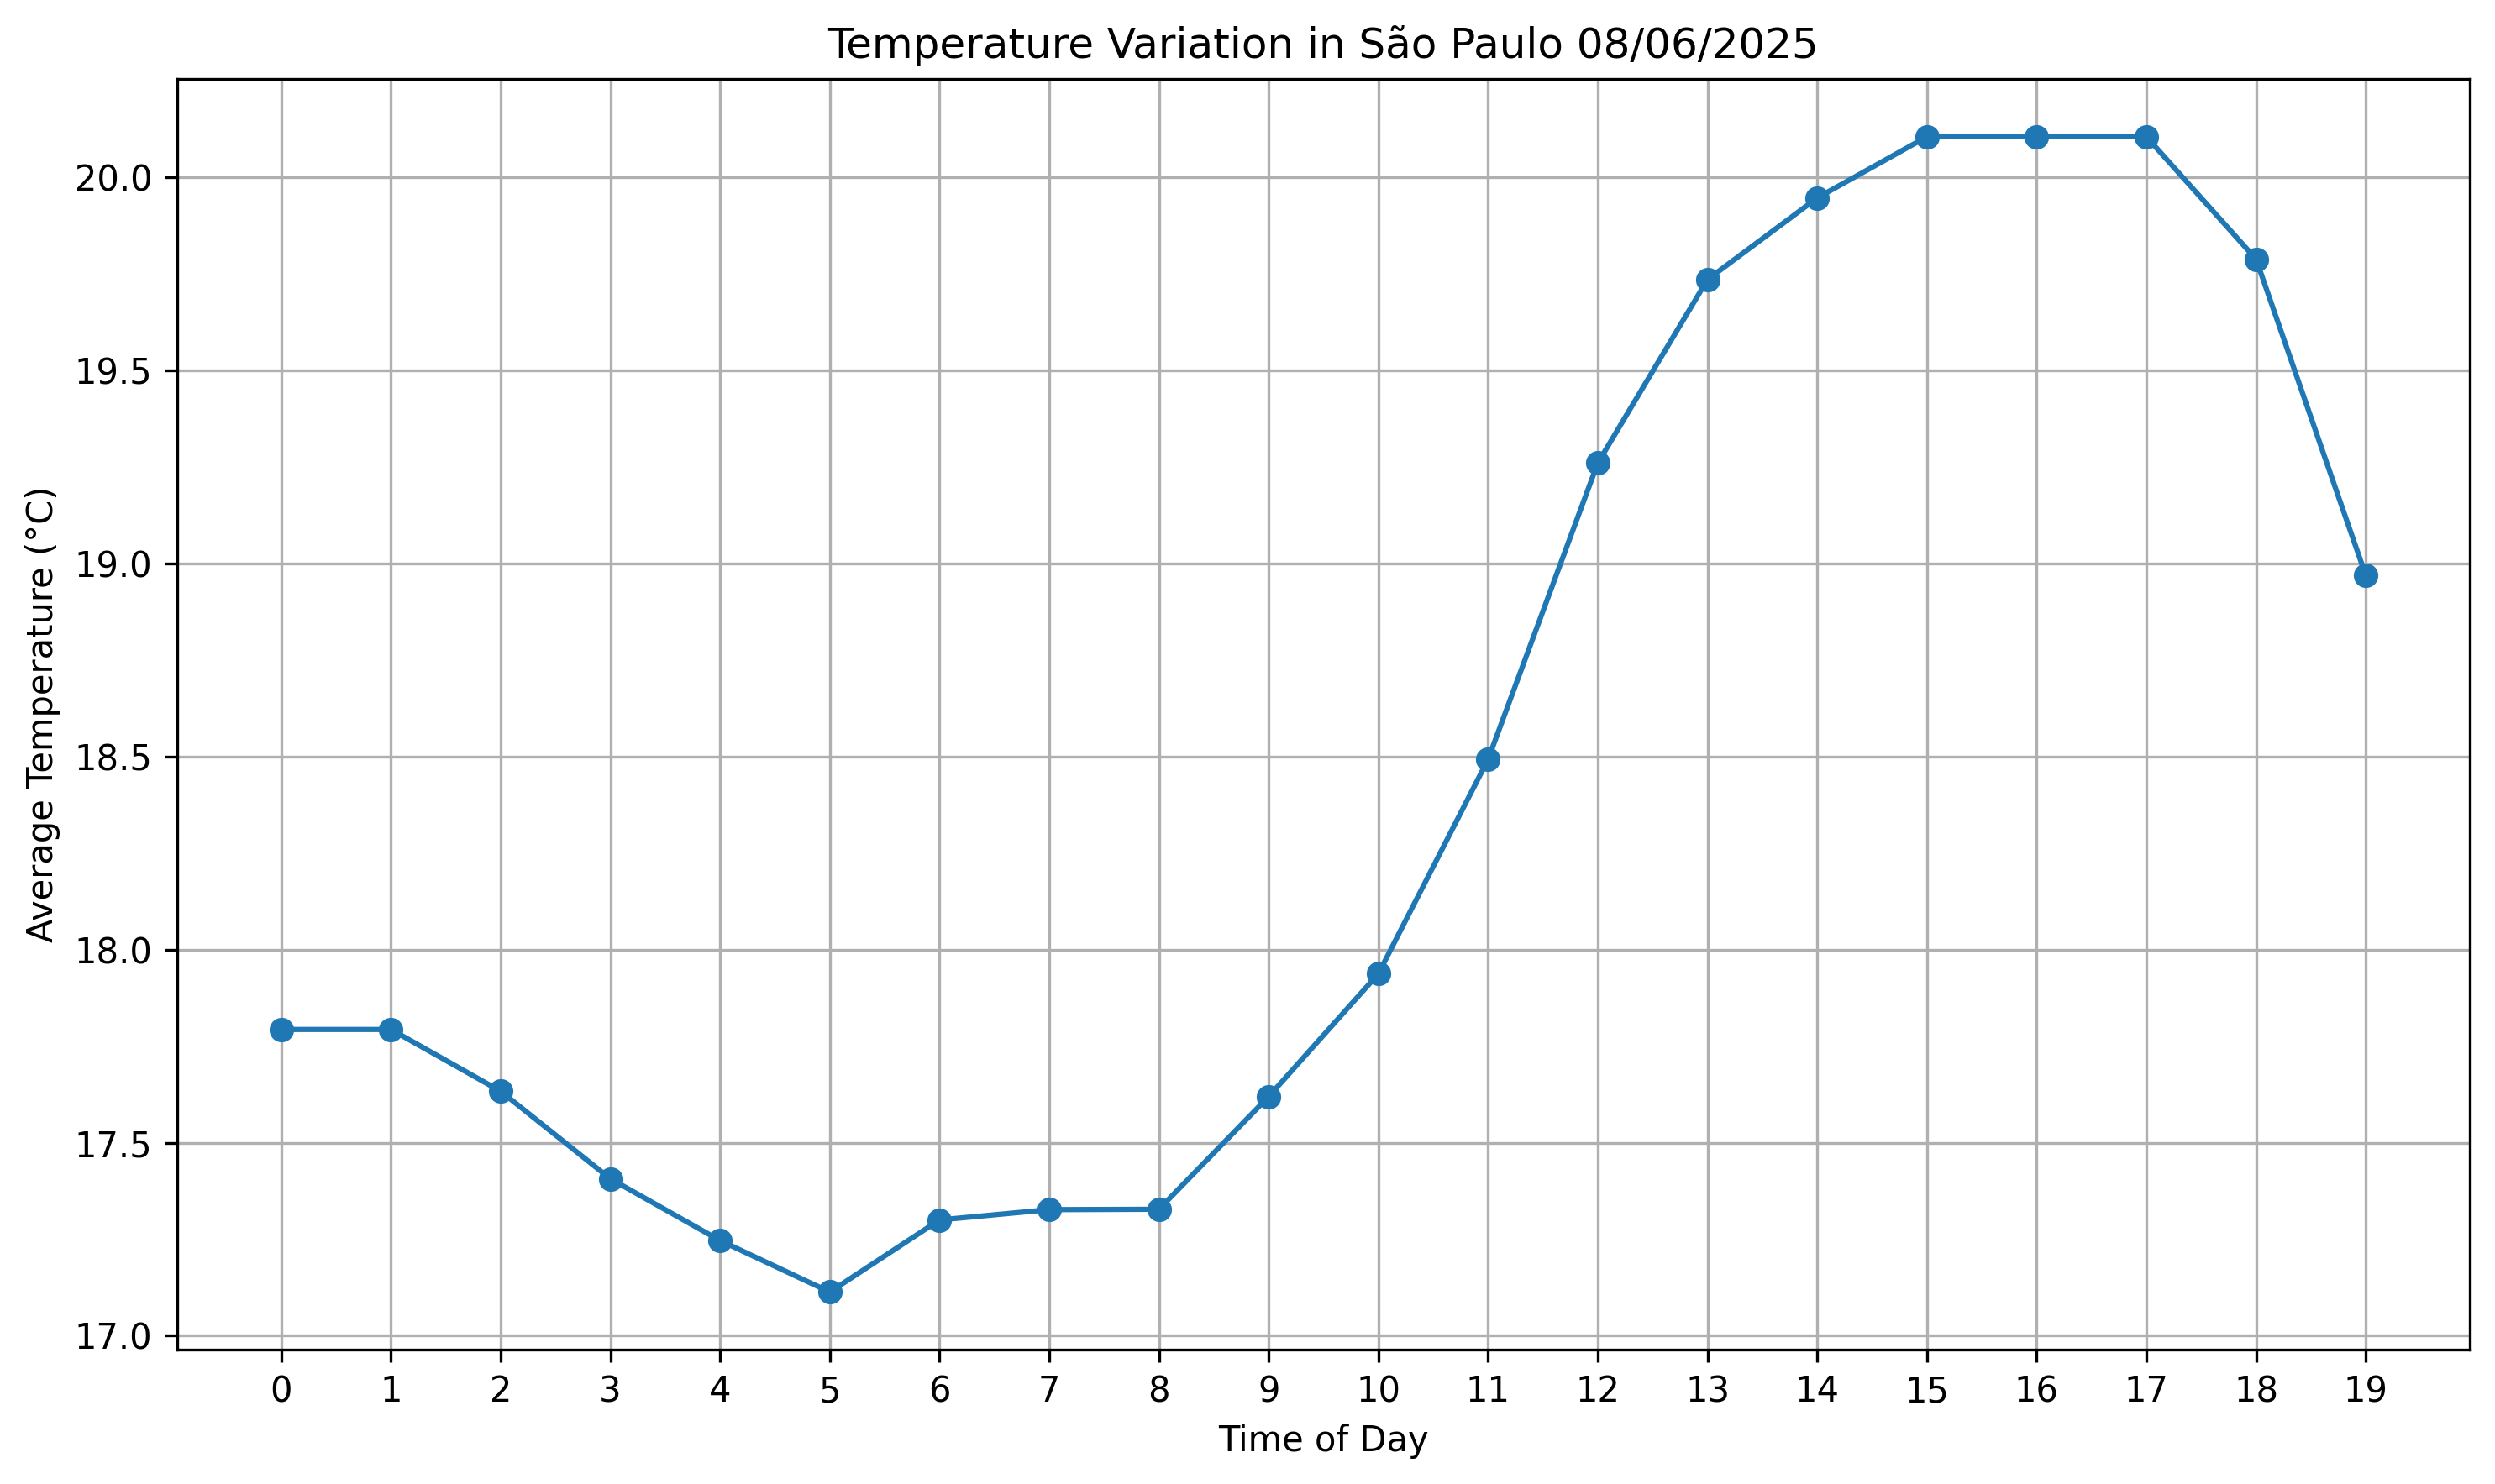 Temperature Variation in São Paulo 08/06/2025
Average Temperature (°C)
20.0
19.5
19.0
18.5
18.0
17.5
17.0
0 1 2 3 4 5 6 7 8 9 10 11 12 13 14 15 16 17 18 19
Time of Day